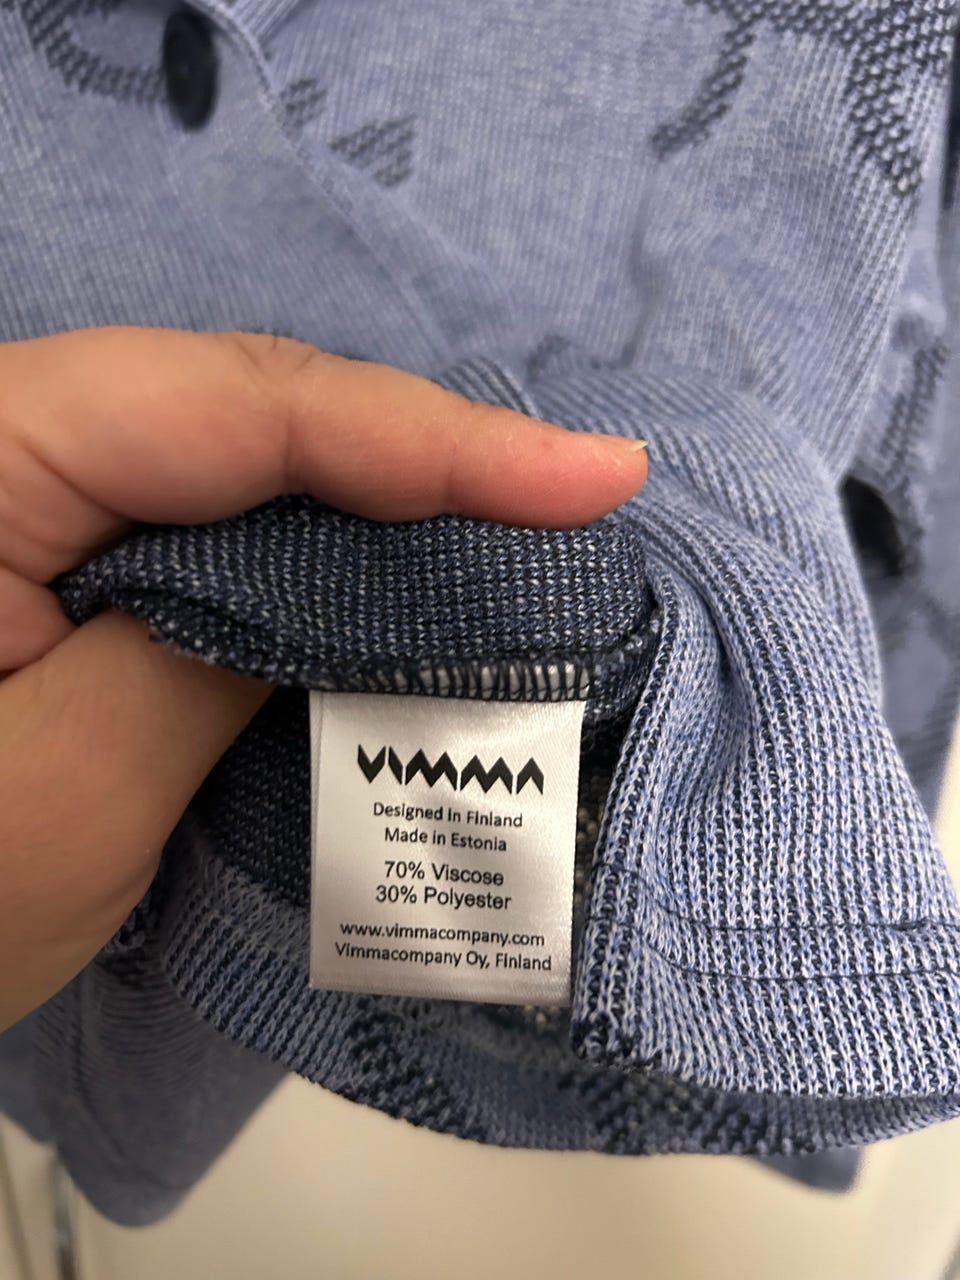 VIMMA
Designed in Finland
Made in Estonia
70% Viscose
30% Polyester
www.vimmacompany.com
Vimmacompany Oy, Finland